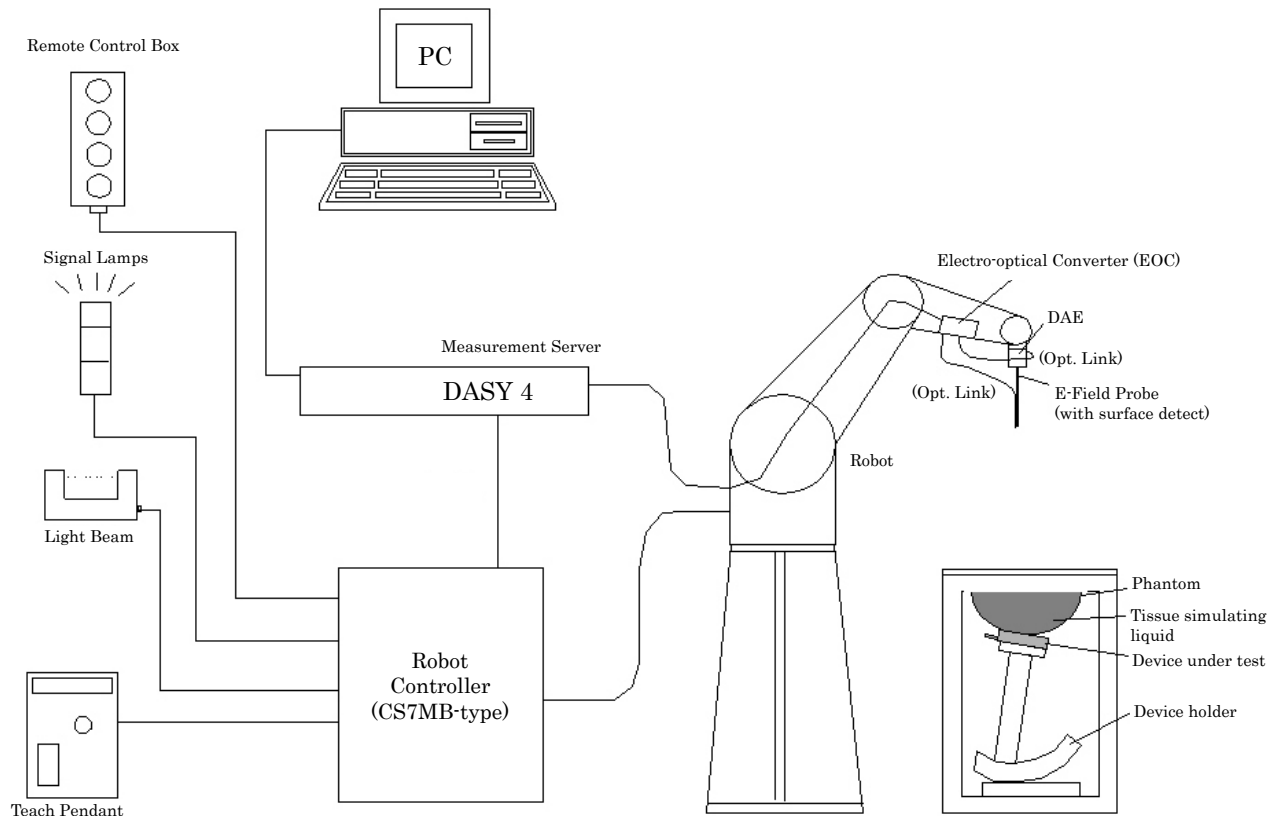 Remote Control Box
PC
Signal Lamps
Electro-optical Converter (EOC)
DAE
(Opt. Link)
Measurement Server
DASY 4
(Opt. Link)
E-Field Probe
(with surface detect)
Robot
Light Beam
Phantom
Tissue simulating
liquid
Device under test
Robot
Controller
(CS7MB-type)
Device holder
Teach Pendant